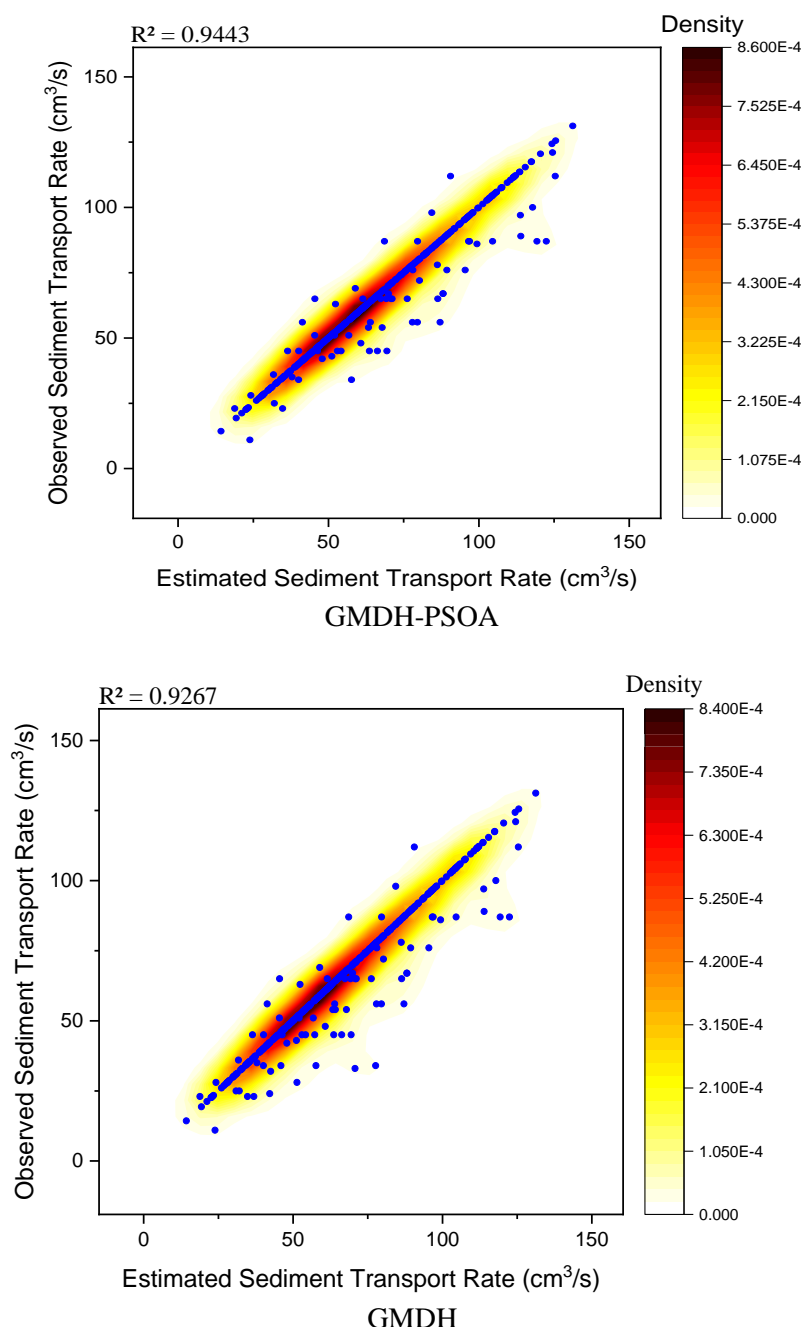 Density
R² = 0.9443
8.600E-4
7.525E-4
6.450E-4
5.375E-4
4.300E-4
3.225E-4
2.150E-4
1.075E-4
0.000
150
100
50
0
Observed Sediment Transport Rate (cm³/s)
0 50 100 150
Estimated Sediment Transport Rate (cm³/s)
GMDH-PSOA
Density
R² = 0.9267
8.400E-4
7.350E-4
6.300E-4
5.250E-4
4.200E-4
3.150E-4
2.100E-4
1.050E-4
0.000
150
100
50
0
Observed Sediment Transport Rate (cm³/s)
0 50 100 150
Estimated Sediment Transport Rate (cm³/s)
GMDH